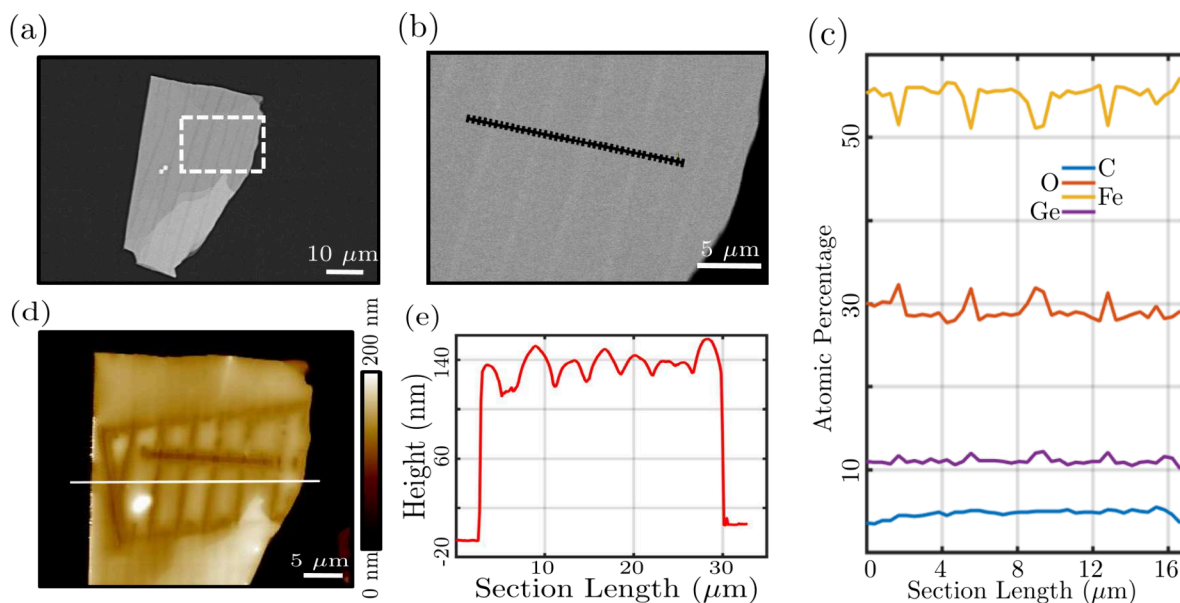 (a)
10 μm
(b)
5 μm
(c)
Atomic Percentage
50
30
10
C
O
Fe
Ge
0 4 8 12 16
Section Length (μm)
(d)
200 nm
0 nm
5 μm
(e)
Height (nm)
140
60
-20
0 10 20 30
Section Length (μm)